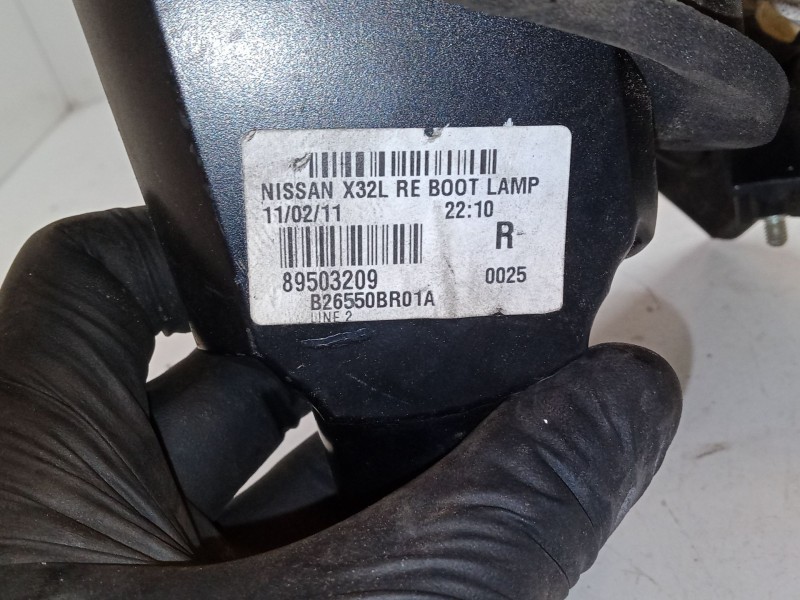 NISSAN X32L RE BOOT LAMP
11/02/11 22:10
R
89503209 0025
B26550BR01A
LINE 2